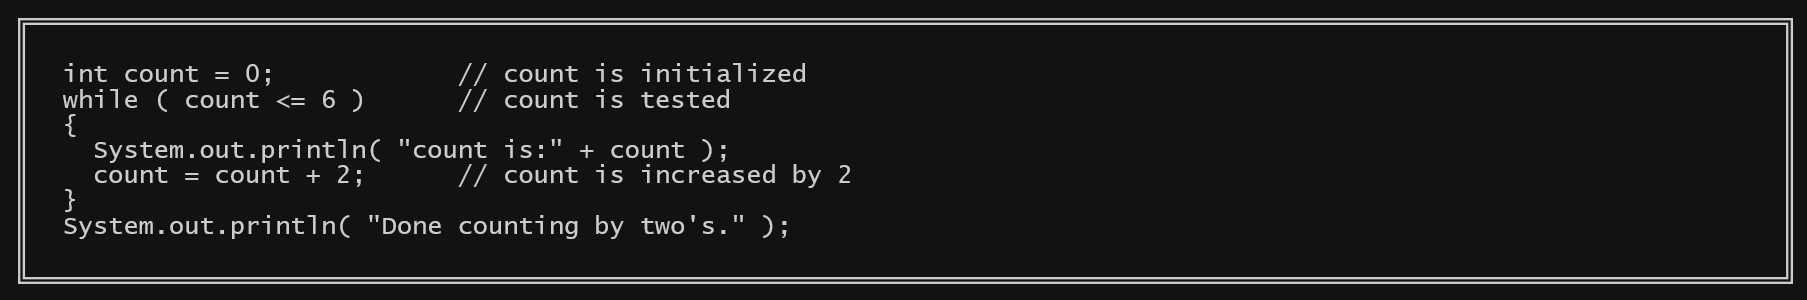 int count = 0;            // count is initialized
while ( count <= 6 )      // count is tested
{
  System.out.println( "count is:" + count );
  count = count + 2;      // count is increased by 2
}
System.out.println( "Done counting by two's." );